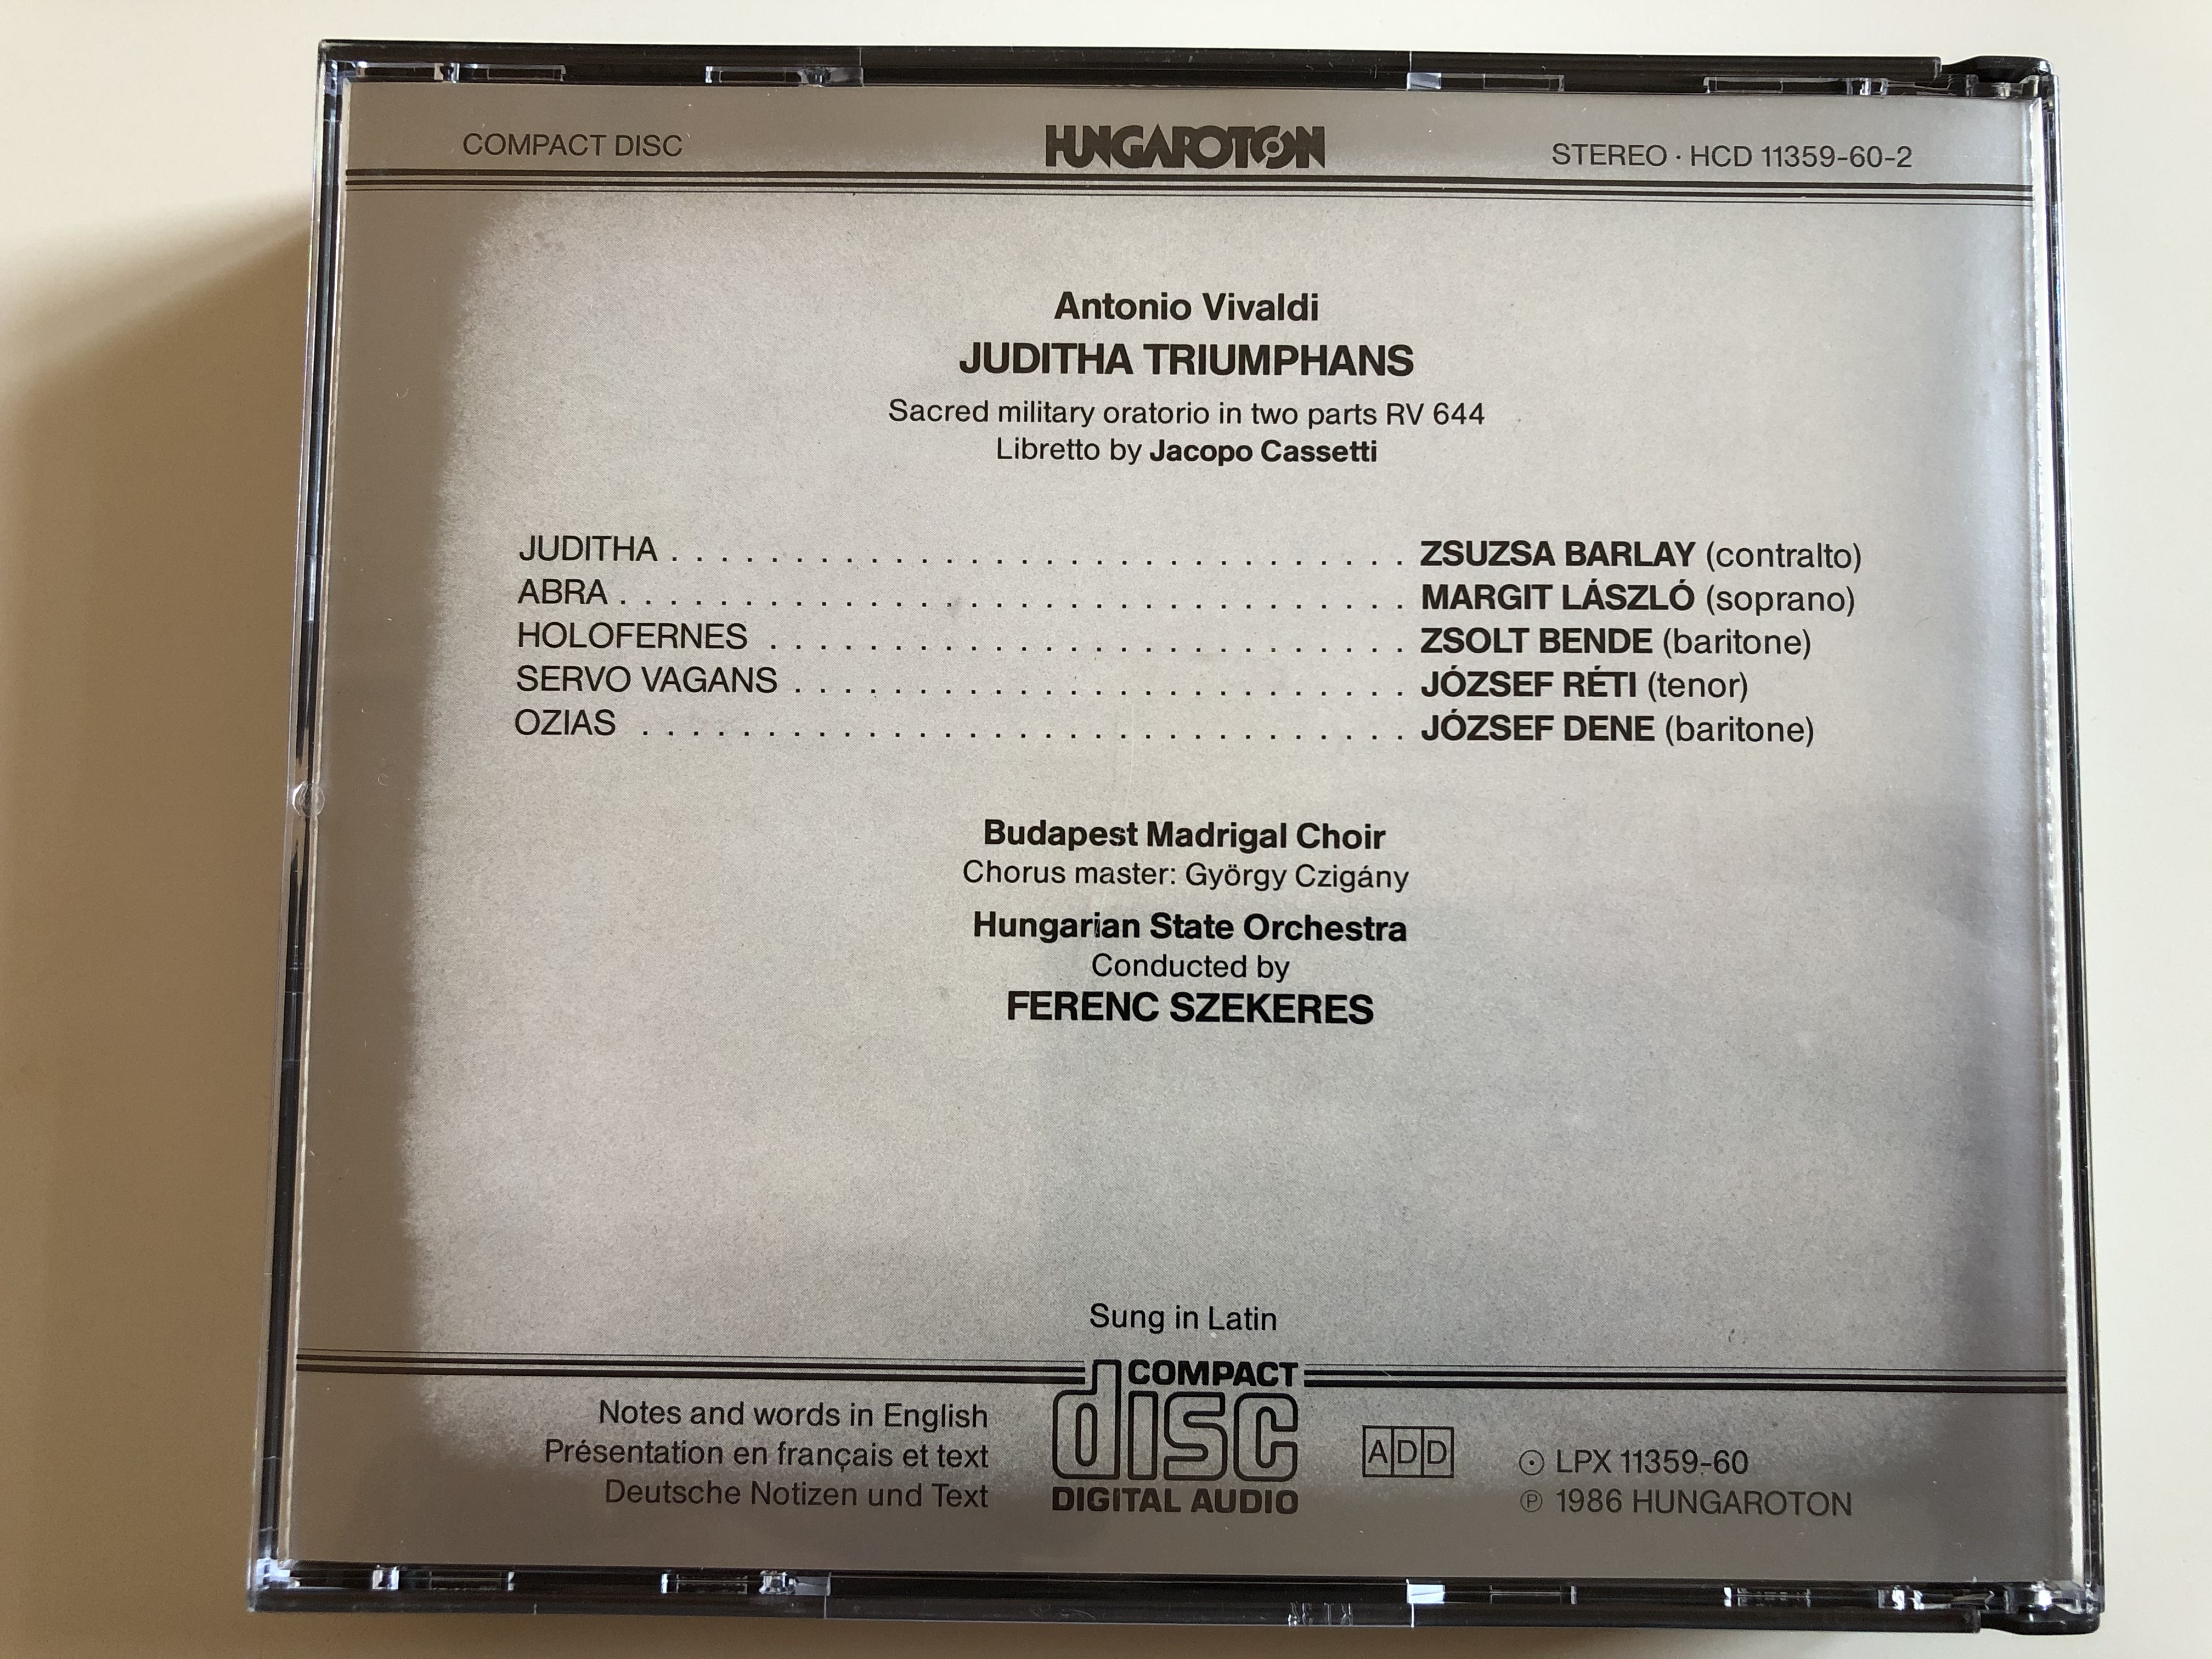 COMPACT DISC
HUNGAROTON
STEREO · HCD 11359-60-2
Antonio Vivaldi
JUDITHA TRIUMPHANS
Sacred military oratorio in two parts RV 644
Libretto by Jacopo Cassetti
JUDITHA . . . . . . . . . . . . . . . . . . . . . . . . . . . . ZSUZSA BARLAY (contralto)
ABRA . . . . . . . . . . . . . . . . . . . . . . . . . . . . . . MARGIT LÁSZLÓ (soprano)
HOLOFERNES . . . . . . . . . . . . . . . . . . . . . . . . ZSOLT BENDE (baritone)
SERVO VAGANS . . . . . . . . . . . . . . . . . . . . . . . JÓZSEF RÉTI (tenor)
OZIAS . . . . . . . . . . . . . . . . . . . . . . . . . . . . . JÓZSEF DENE (baritone)
Budapest Madrigal Choir
Chorus master: György Czigány
Hungarian State Orchestra
Conducted by
FERENC SZEKERES
Sung in Latin
Notes and words in English
Présentation en français et text
Deutsche Notizen und Text
COMPACT
disc
DIGITAL AUDIO
ADD
⊙ LPX 11359-60
℗ 1986 HUNGAROTON